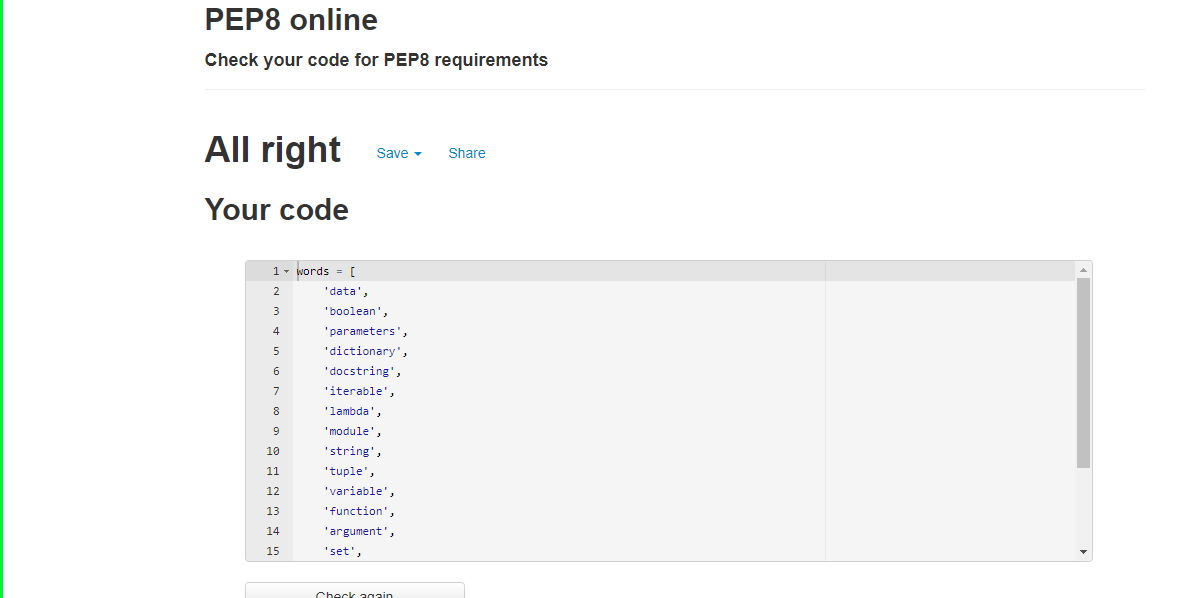 PEP8 online
Check your code for PEP8 requirements
All right Save Share
Your code
1 words = [
2 'data',
3 'boolean',
4 'parameters',
5 'dictionary',
6 'docstring',
7 'iterable',
8 'lambda',
9 'module',
10 'string',
11 'tuple',
12 'variable',
13 'function',
14 'argument',
15 'set',
Check again